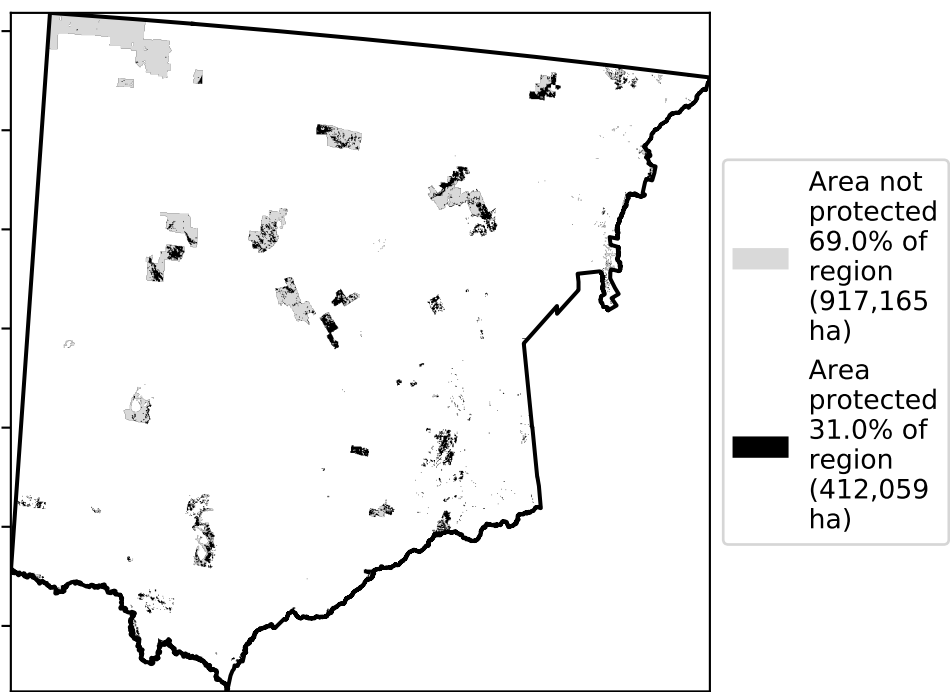 Area not
protected
69.0% of
region
(917,165
ha)
Area
protected
31.0% of
region
(412,059
ha)